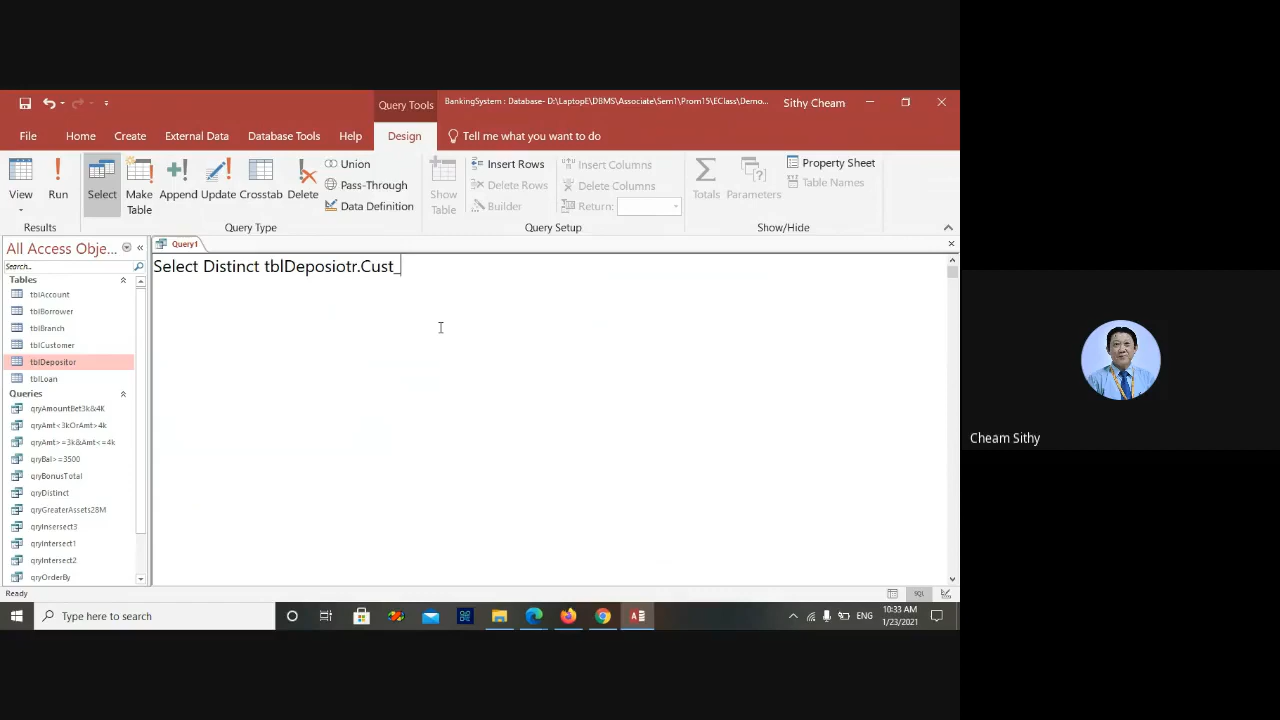 Query Tools
BankingSystem : Database- D:\LaptopE\DBMS\Associate\Sem1\Prom15\EClass\Demo...
Sithy Cheam
File Home Create External Data Database Tools Help Design Tell me what you want to do
View
Run
Select
Make Table
Append
Update
Crosstab
Delete
Union
Pass-Through
Data Definition
Show Table
Insert Rows
Delete Rows
Builder
Insert Columns
Delete Columns
Return:
Totals
Parameters
Property Sheet
Table Names
Results Query Type Query Setup Show/Hide
All Access Obje...
Search...
Tables
tblAccount
tblBorrower
tblBranch
tblCustomer
tblDepositor
tblLoan
Queries
qryAmountBet3k&4K
qryAmt<3kOrAmt>4k
qryAmt>=3k&Amt<=4k
qryBal>=3500
qryBonusTotal
qryDistinct
qryGreaterAssets28M
qryInsersect3
qryIntersect1
qryIntersect2
qryOrderBy
Query1
Select Distinct tblDeposiotr.Cust_
Cheam Sithy
Ready
SQL
Type here to search
ENG
10:33 AM
1/23/2021